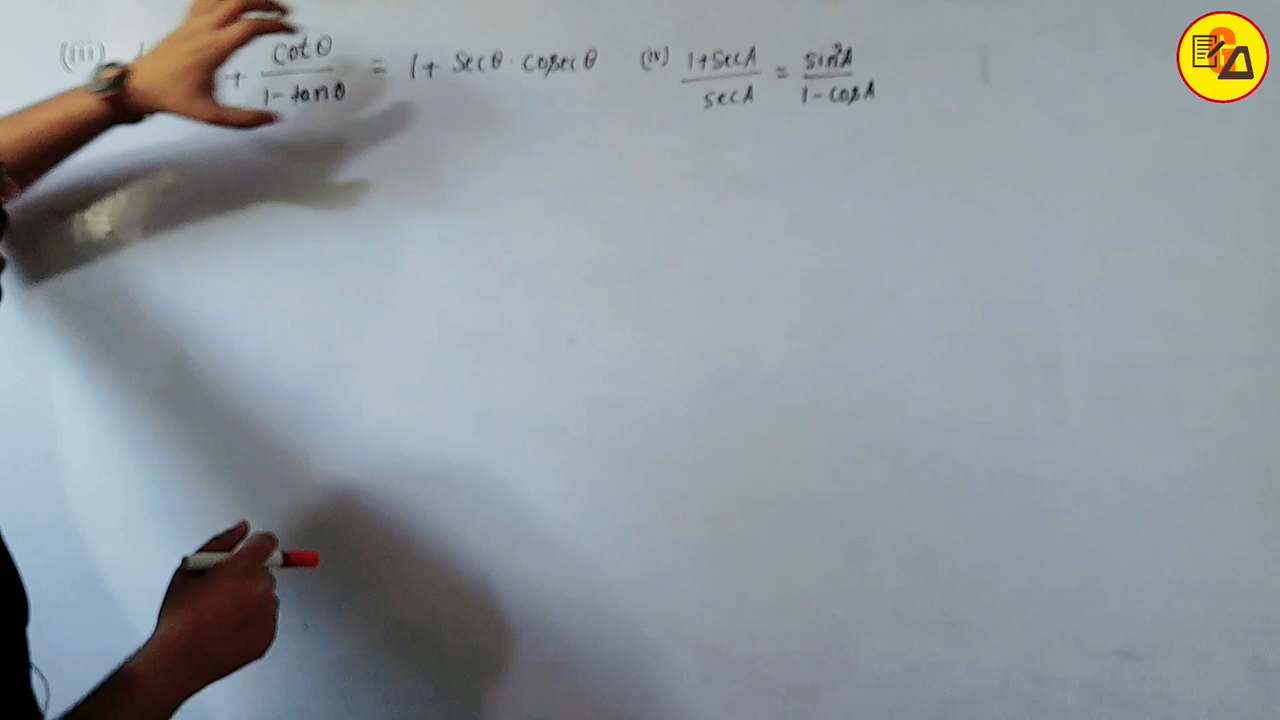 (iii) + cotθ / 1-tanθ = 1+ secθ · cosecθ (iv) 1+secA / secA = sin²A / 1-cosA